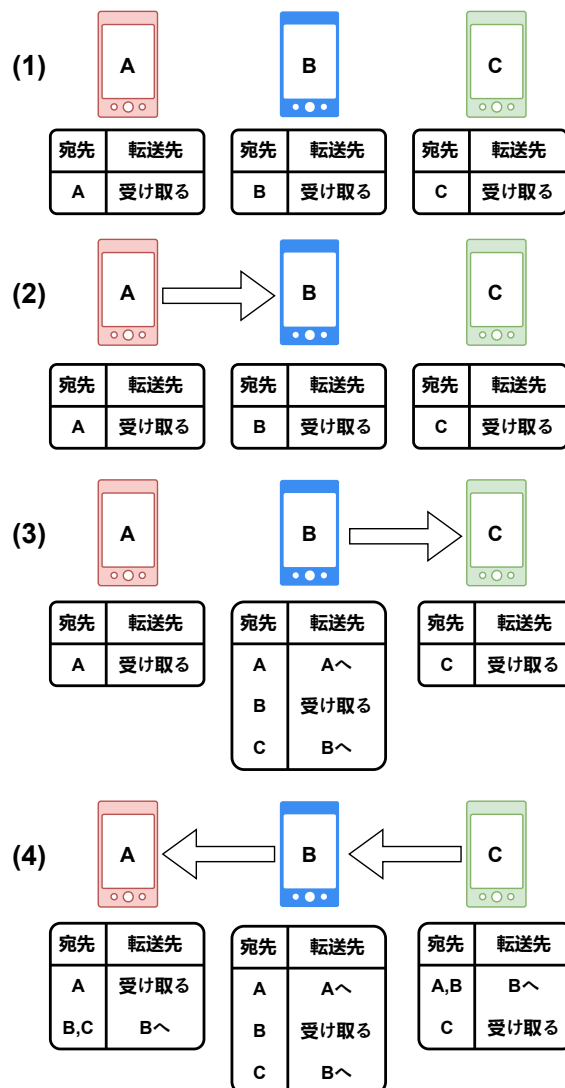 (1)
A B C
宛先 転送先 宛先 転送先 宛先 転送先
A 受け取る B 受け取る C 受け取る
(2)
A B C
宛先 転送先 宛先 転送先 宛先 転送先
A 受け取る B 受け取る C 受け取る
(3)
A B C
宛先 転送先 宛先 転送先 宛先 転送先
A 受け取る A Aへ C 受け取る
B 受け取る
C Bへ
(4)
A B C
宛先 転送先 宛先 転送先 宛先 転送先
A 受け取る A Aへ A,B Bへ
B,C Bへ B 受け取る C 受け取る
C Bへ